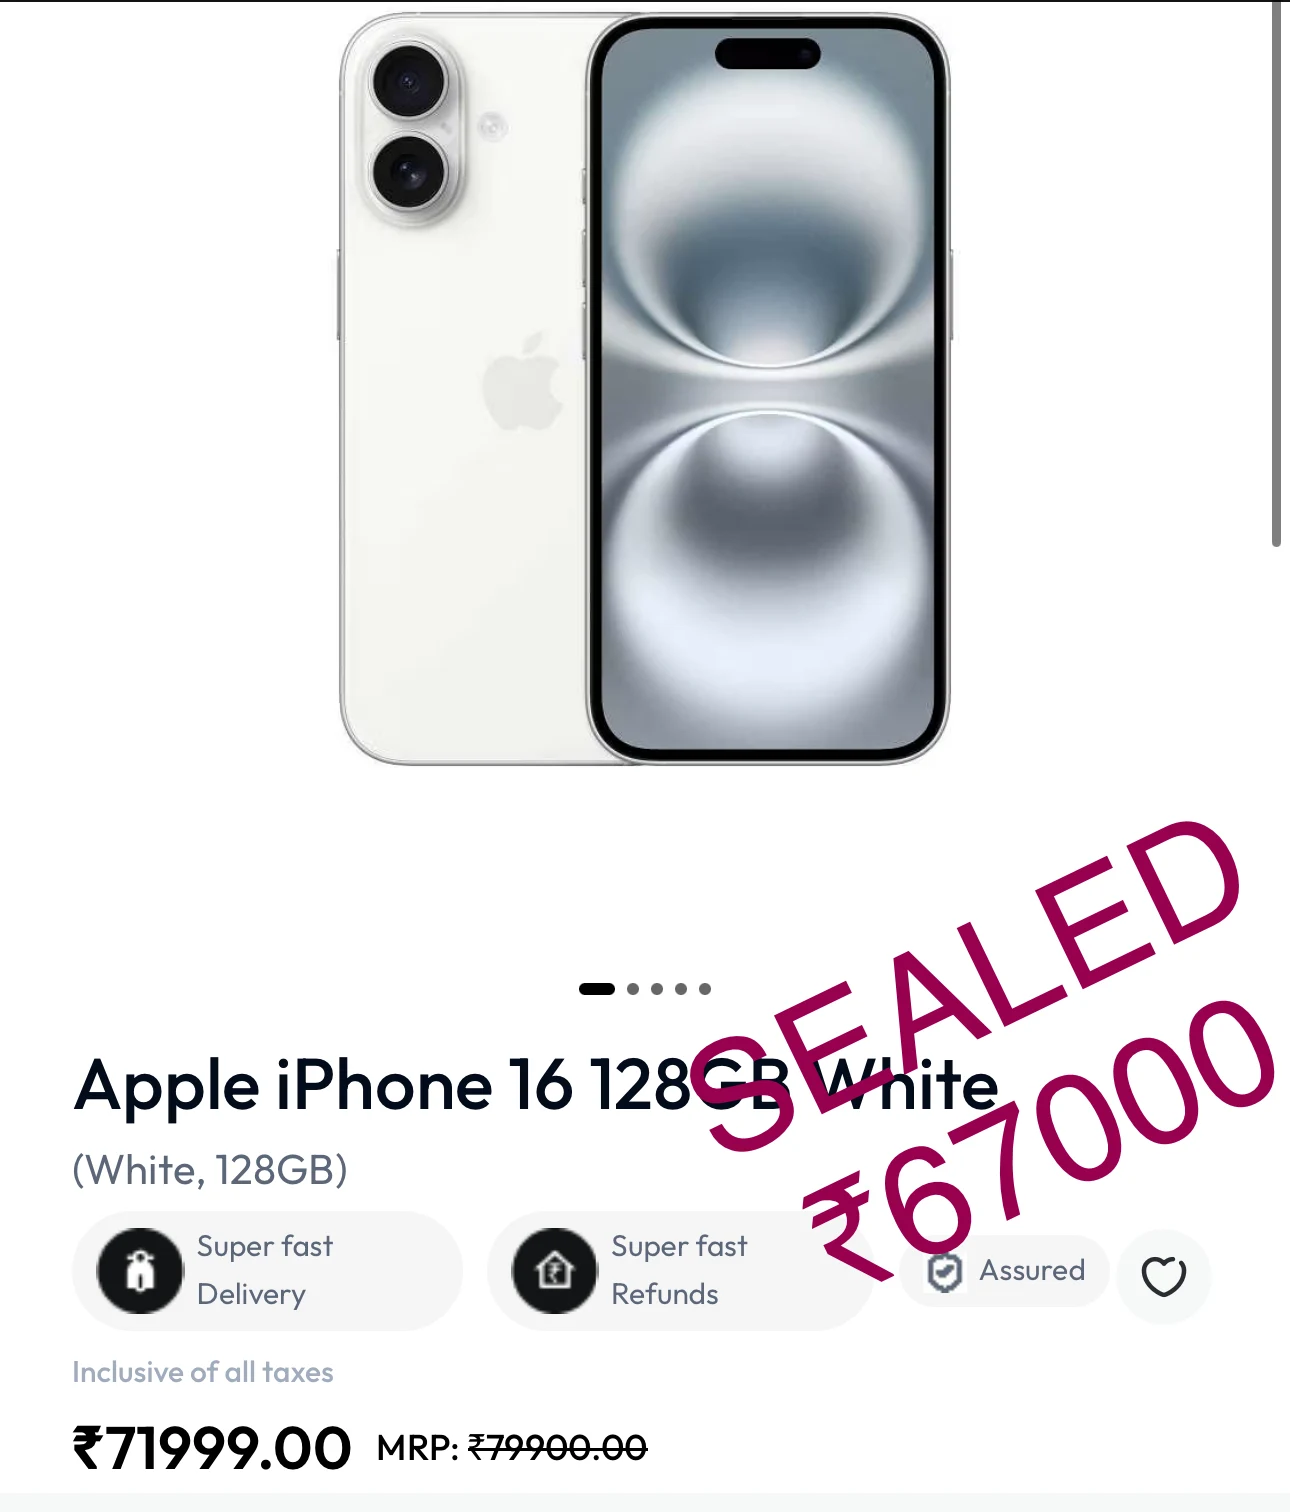 SEALED
₹67000
Apple iPhone 16 128GB White
(White, 128GB)
Super fast
Delivery
Super fast
Refunds
Assured
Inclusive of all taxes
₹71999.00 MRP: ₹79900.00